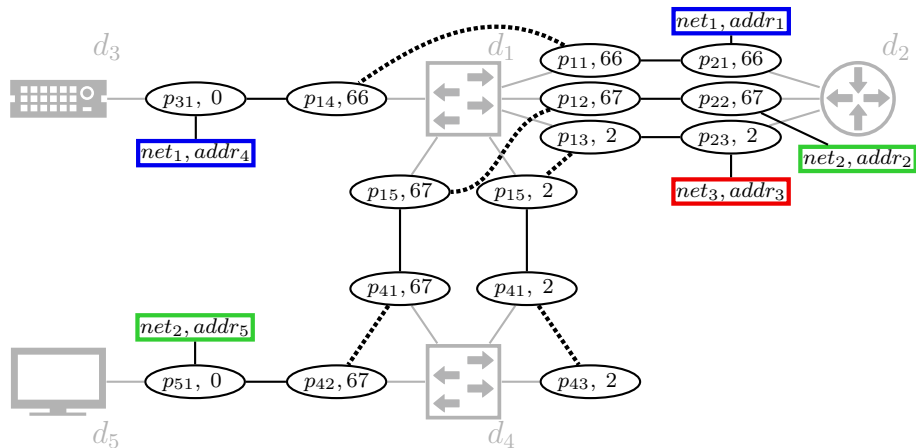 net₁, addr₁
d₃
d₁
d₂
p₁₁, 66
p₂₁, 66
p₃₁, 0
p₁₄, 66
p₁₂, 67
p₂₂, 67
p₁₃, 2
p₂₃, 2
net₁, addr₄
net₂, addr₂
p₁₅, 67
p₁₅, 2
net₃, addr₃
p₄₁, 67
p₄₁, 2
net₂, addr₅
p₅₁, 0
p₄₂, 67
p₄₃, 2
d₅
d₄